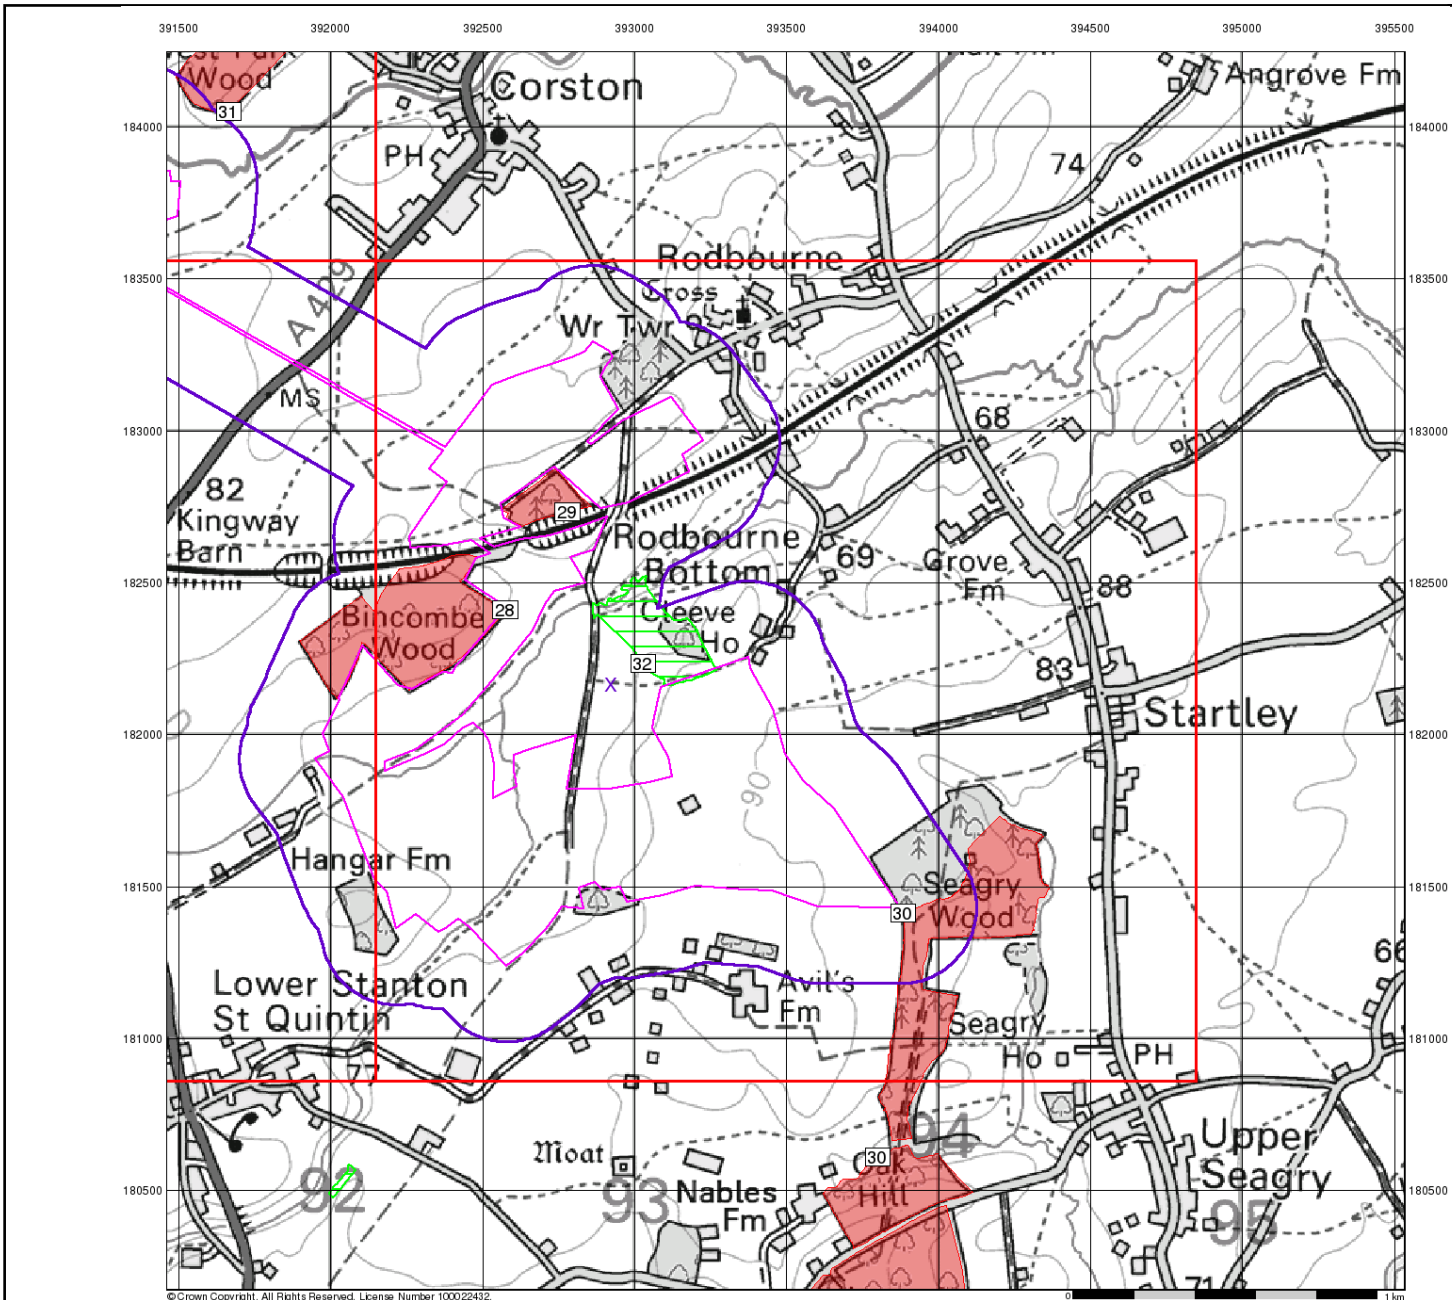 391500 392000 392500 393000 393500 394000 394500 395000 395500
Wood
31
Corston
Angrove Fm
184000
184000
PH
74
183500
183500
Rodbourne
Cross
A 429
Wr Twr
MS
183000
183000
68
82
Kingway
Barn
29
Rodbourne
Bottom
69
Grove
Fm
182500
182500
88
28
Bincombe
Wood
Cleeve
Ho
32
X
83
Startley
182000
182000
90
Hangar Fm
181500
181500
Seagry
Wood
30
66
Lower Stanton
St Quintin
Avil's
Fm
Seagry
Ho
PH
181000
181000
77
94
Moat
30
Oak
Hill
Upper
Seagry
180500
180500
92
93
Nables
Fm
95
71
© Crown Copyright. All Rights Reserved. License Number 100022432.
0 1 km